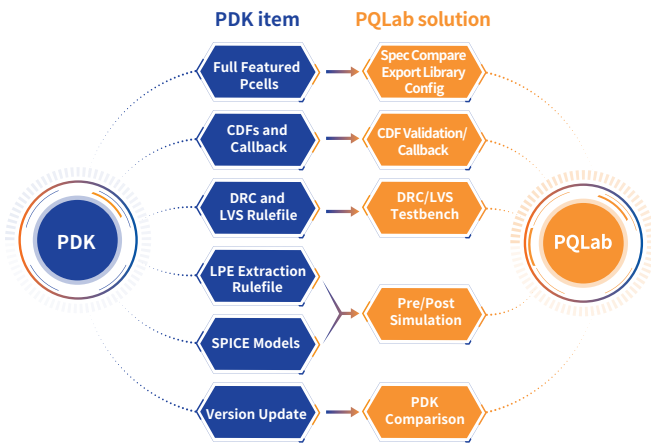 PDK item
PQLab solution
Full Featured
Pcells
Spec Compare
Export Library
Config
CDFs and
Callback
CDF Validation/
Callback
DRC and
LVS Rulefile
DRC/LVS
Testbench
PDK
PQLab
LPE Extraction
Rulefile
Pre/Post
Simulation
SPICE Models
Version Update
PDK
Comparison